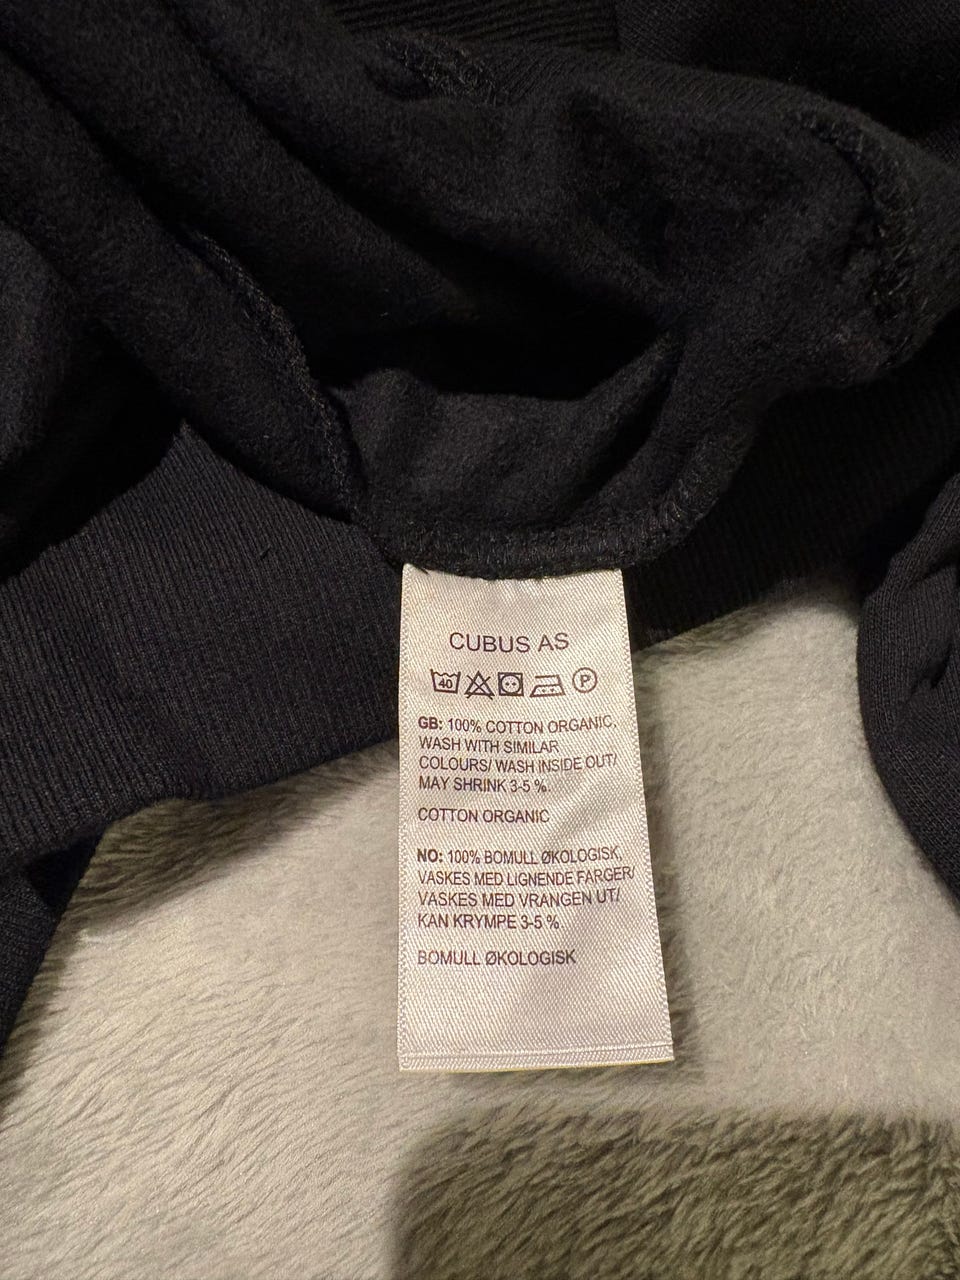 CUBUS AS
40 P
GB: 100% COTTON ORGANIC,
WASH WITH SIMILAR
COLOURS/ WASH INSIDE OUT/
MAY SHRINK 3-5 %.
COTTON ORGANIC
NO: 100% BOMULL ØKOLOGISK,
VASKES MED LIGNENDE FARGER/
VASKES MED VRANGEN UT/
KAN KRYMPE 3-5 %
BOMULL ØKOLOGISK